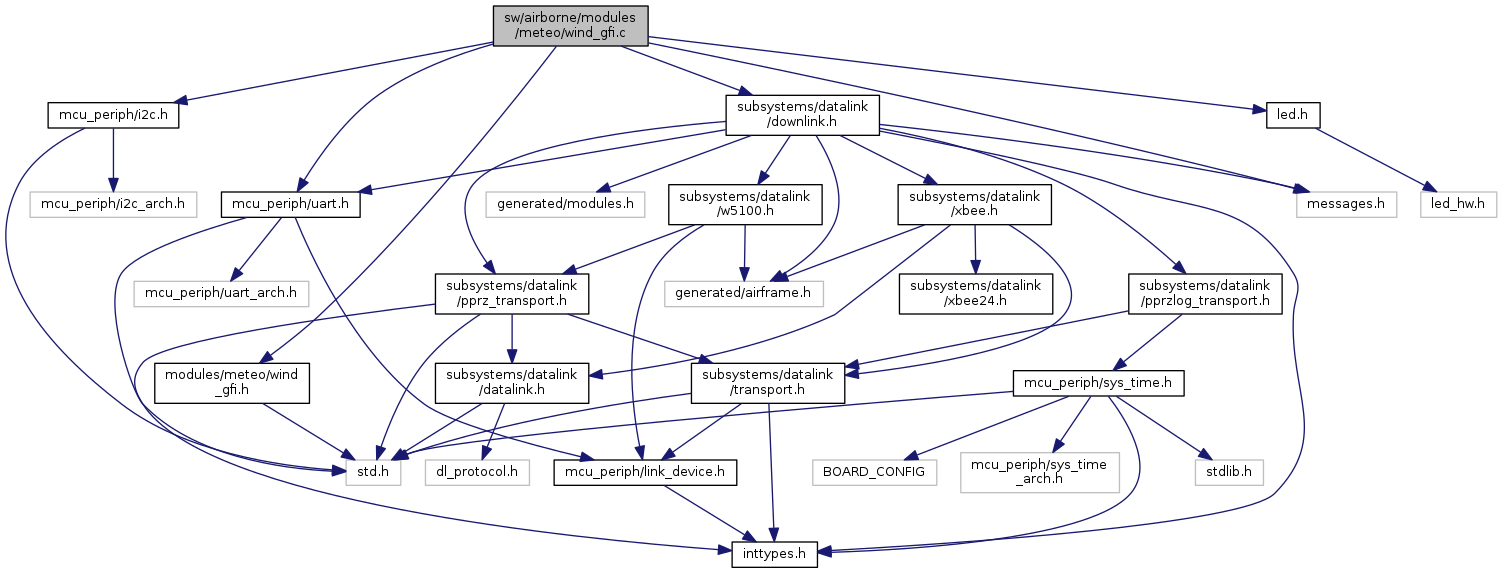 sw/airborne/modules
/meteo/wind_gfi.c
mcu_periph/i2c.h
subsystems/datalink
/downlink.h
led.h
mcu_periph/i2c_arch.h
mcu_periph/uart.h
generated/modules.h
subsystems/datalink
/w5100.h
subsystems/datalink
/xbee.h
messages.h
led_hw.h
mcu_periph/uart_arch.h
subsystems/datalink
/pprz_transport.h
generated/airframe.h
subsystems/datalink
/xbee24.h
subsystems/datalink
/pprzlog_transport.h
modules/meteo/wind
_gfi.h
subsystems/datalink
/datalink.h
subsystems/datalink
/transport.h
mcu_periph/sys_time.h
std.h
dl_protocol.h
mcu_periph/link_device.h
BOARD_CONFIG
mcu_periph/sys_time
_arch.h
stdlib.h
inttypes.h